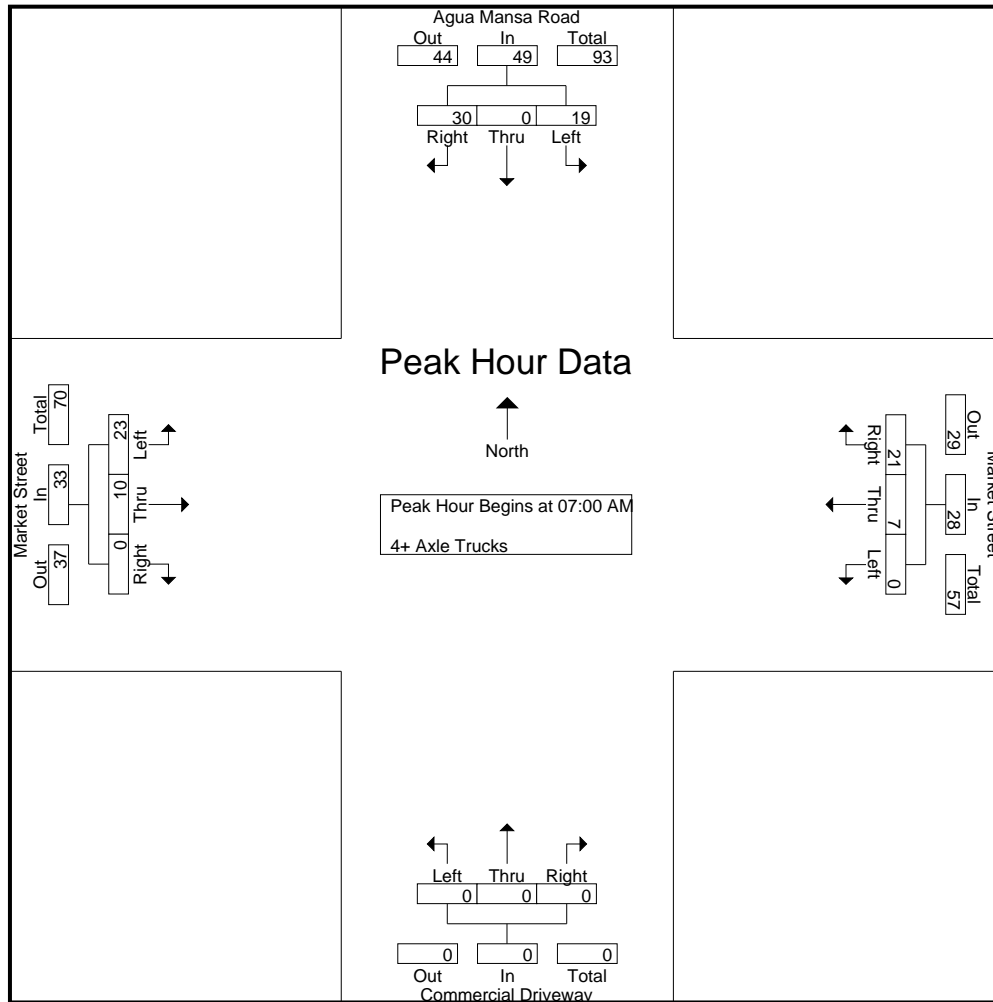 Agua Mansa Road
Out In Total
44 49 93
30 0 19
Right Thru Left
Peak Hour Data
North
Peak Hour Begins at 07:00 AM
4+ Axle Trucks
Market Street
Total In Out
70 33 37
23 10 0
Left Thru Right
Market Street
Out In Total
29 28 57
21 7 0
Right Thru Left
Left Thru Right
0 0 0
0 0 0
Out In Total
Commercial Driveway